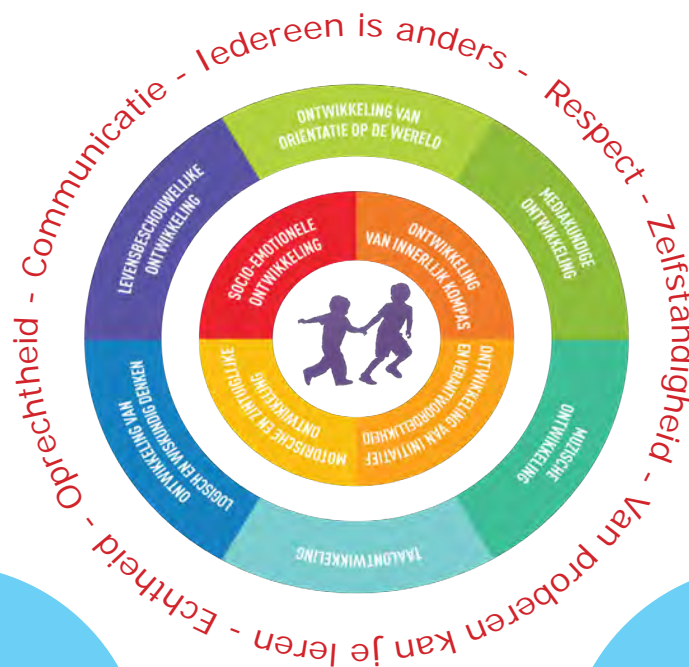 Communicatie - Iedereen is anders - Respect - Zelfstandigheid - Van proberen kan je leren - Echtheid - Oprechtheid -
ONTWIKKELING VAN
ORIËNTATIE OP DE WERELD
MEDIAKUNDIGE
ONTWIKKELING
MUZISCHE
ONTWIKKELING
TAALONTWIKKELING
ONTWIKKELING VAN
LOGISCH EN WISKUNDIG DENKEN
LEVENSBESCHOUWELIJKE
ONTWIKKELING
SOCIO-EMOTIONELE
ONTWIKKELING
ONTWIKKELING
VAN INNERLIJK KOMPAS
ONTWIKKELING VAN INITIATIEF
EN VERANTWOORDELIJKHEID
MOTORISCHE EN ZINTUIGLIJKE
ONTWIKKELING